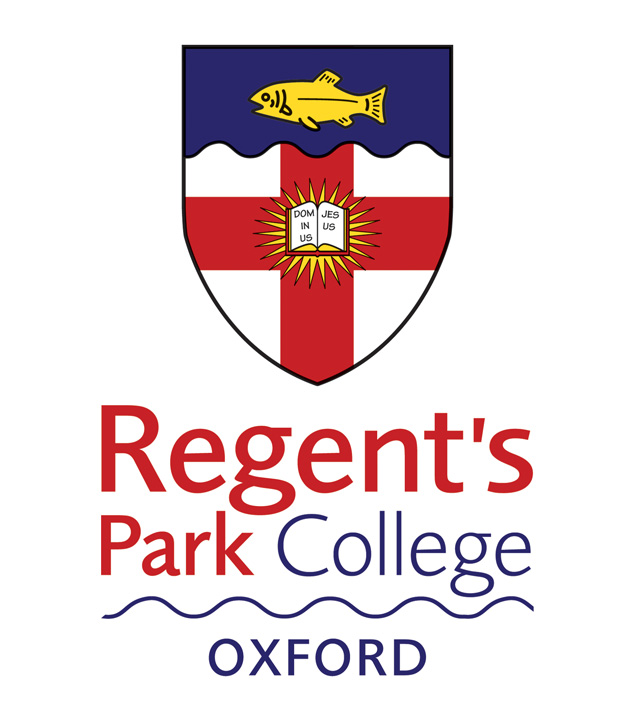 DOM JES
IN US
US
Regent's
Park College
OXFORD